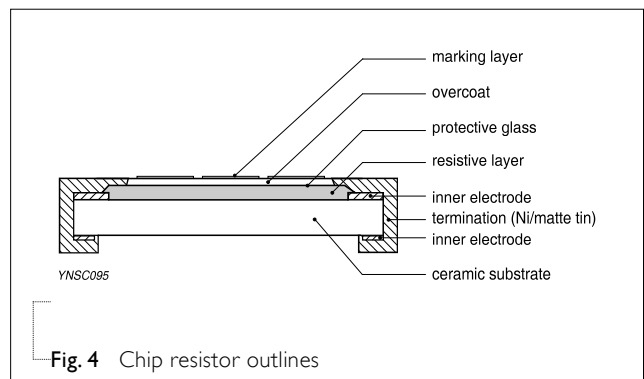 marking layer
overcoat
protective glass
resistive layer
inner electrode
termination (Ni/matte tin)
inner electrode
ceramic substrate
YNSC095
Fig. 4 Chip resistor outlines